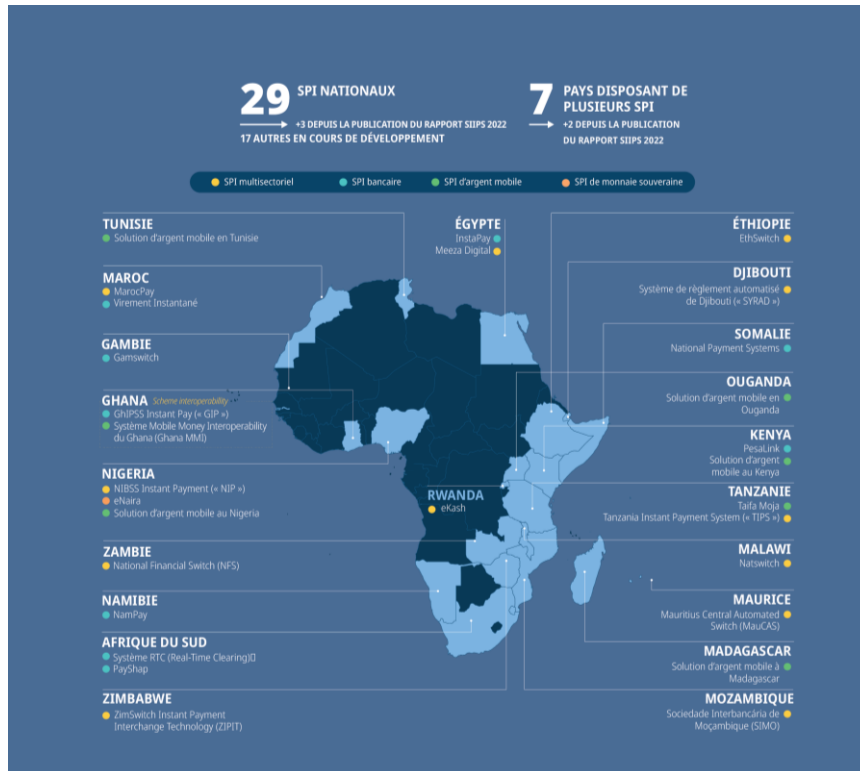 29 SPI NATIONAUX
+3 DEPUIS LA PUBLICATION DU RAPPORT SIIPS 2022
17 AUTRES EN COURS DE DÉVELOPPEMENT
7 PAYS DISPOSANT DE
PLUSIEURS SPI
+2 DEPUIS LA PUBLICATION
DU RAPPORT SIIPS 2022
SPI multisectoriel
SPI bancaire
SPI d'argent mobile
SPI de monnaie souveraine
TUNISIE
Solution d'argent mobile en Tunisie
MAROC
MarocPay
Virement Instantané
GAMBIE
Gamswitch
GHANA Scheme interoperability
GhIPSS Instant Pay (« GIP »)
Système Mobile Money Interoperability
du Ghana (Ghana MMI)
NIGERIA
NIBSS Instant Payment (« NIP »)
eNaira
Solution d'argent mobile au Nigeria
ZAMBIE
National Financial Switch (NFS)
NAMIBIE
NamPay
AFRIQUE DU SUD
Système RTC (Real-Time Clearing)
PayShap
ZIMBABWE
ZimSwitch Instant Payment
Interchange Technology (ZIPIT)
ÉGYPTE
InstaPay
Meeza Digital
RWANDA
eKash
ÉTHIOPIE
EthSwitch
DJIBOUTI
Système de règlement automatisé
de Djibouti (« SYRAD »)
SOMALIE
National Payment Systems
OUGANDA
Solution d'argent mobile en
Ouganda
KENYA
PesaLink
Solution d'argent
mobile au Kenya
TANZANIE
Taifa Moja
Tanzania Instant Payment System (« TIPS »)
MALAWI
Natswitch
MAURICE
Mauritius Central Automated
Switch (MauCAS)
MADAGASCAR
Solution d'argent mobile à
Madagascar
MOZAMBIQUE
Sociedade Interbancária de
Moçambique (SIMO)